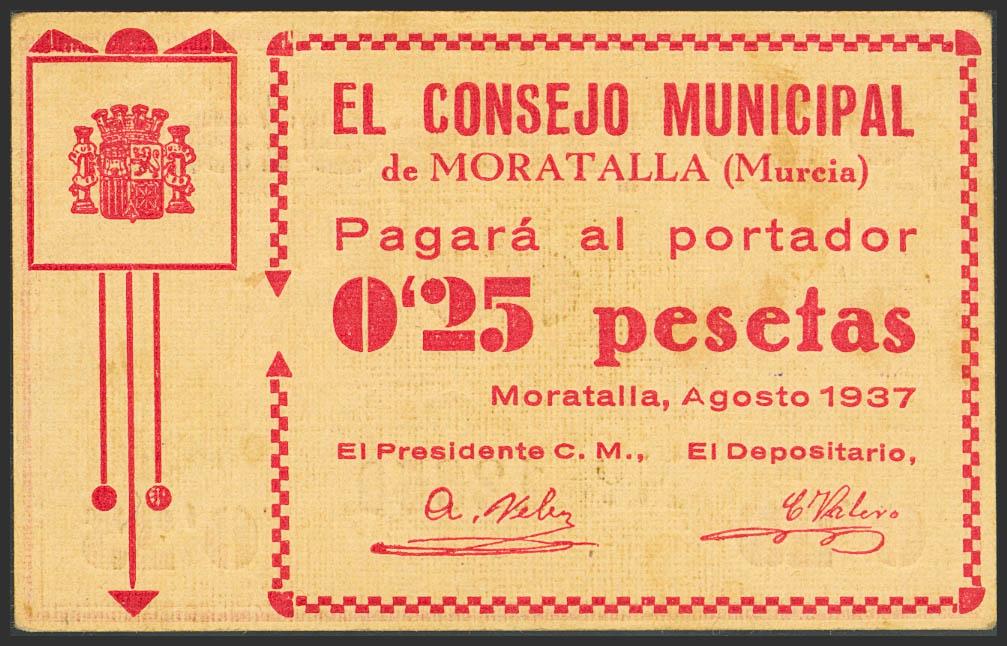 EL CONSEJO MUNICIPAL
de MORATALLA (Murcia)
Pagará al portador
0'25 pesetas
Moratalla, Agosto 1937
El Presidente C. M., El Depositario,